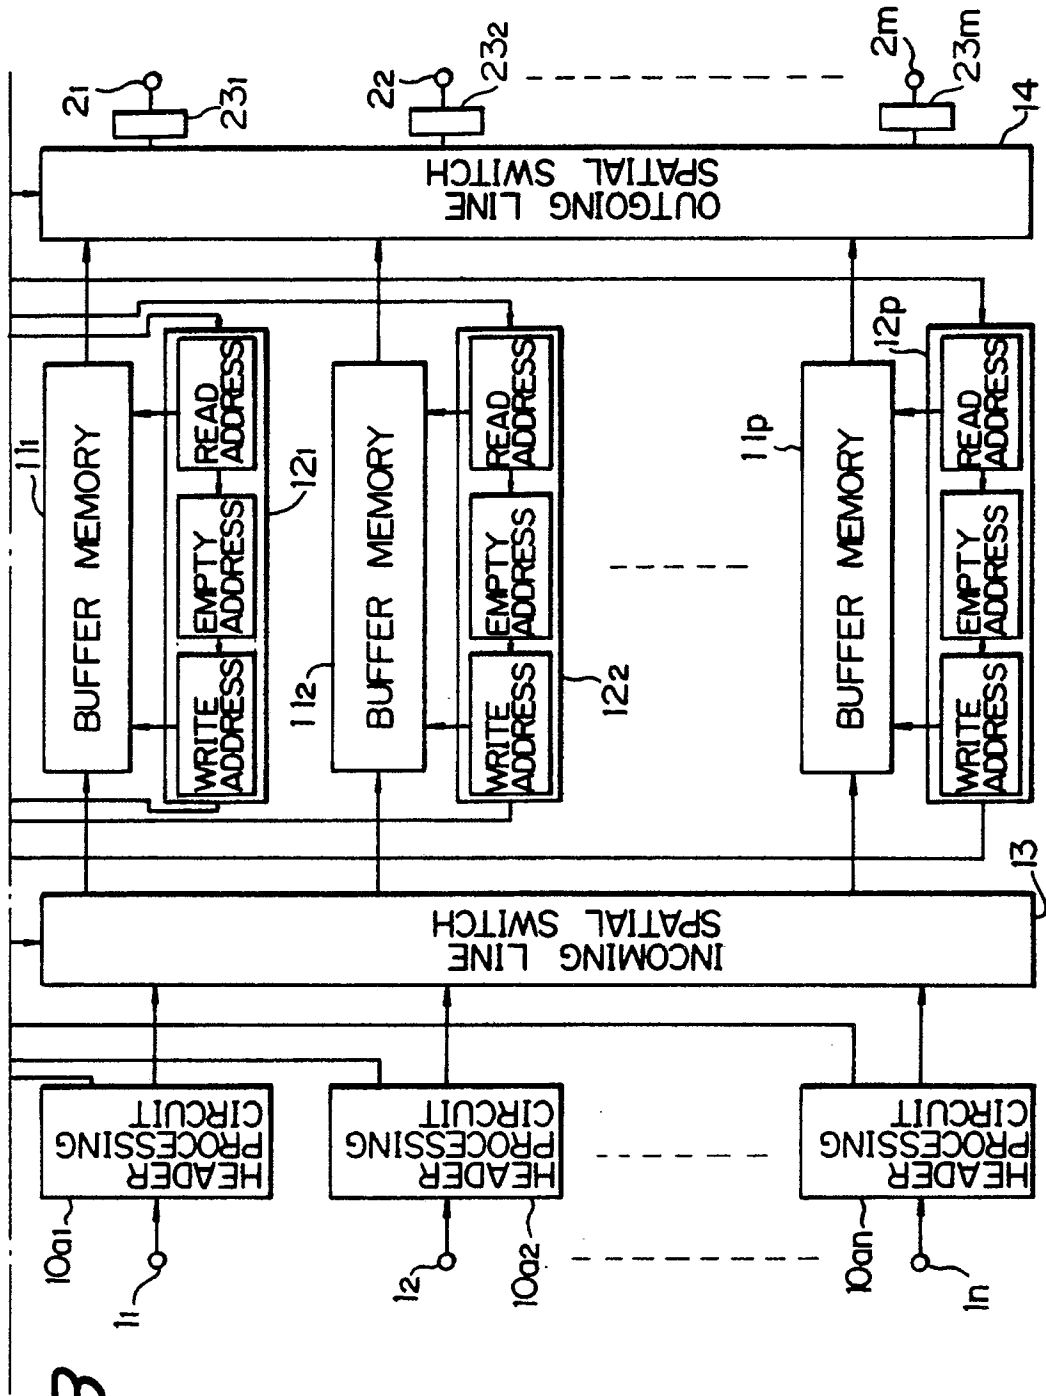 10a1
HEADER
PROCESSING
CIRCUIT
11
10a2
HEADER
PROCESSING
CIRCUIT
12
10an
HEADER
PROCESSING
CIRCUIT
1n
INCOMING LINE
SPATIAL SWITCH
13
111
BUFFER MEMORY
WRITE
ADDRESS
EMPTY
ADDRESS
READ
ADDRESS
121
112
BUFFER MEMORY
WRITE
ADDRESS
EMPTY
ADDRESS
READ
ADDRESS
122
11p
BUFFER MEMORY
WRITE
ADDRESS
EMPTY
ADDRESS
READ
ADDRESS
12p
OUTGOING LINE
SPATIAL SWITCH
14
21
231
22
232
2m
23m